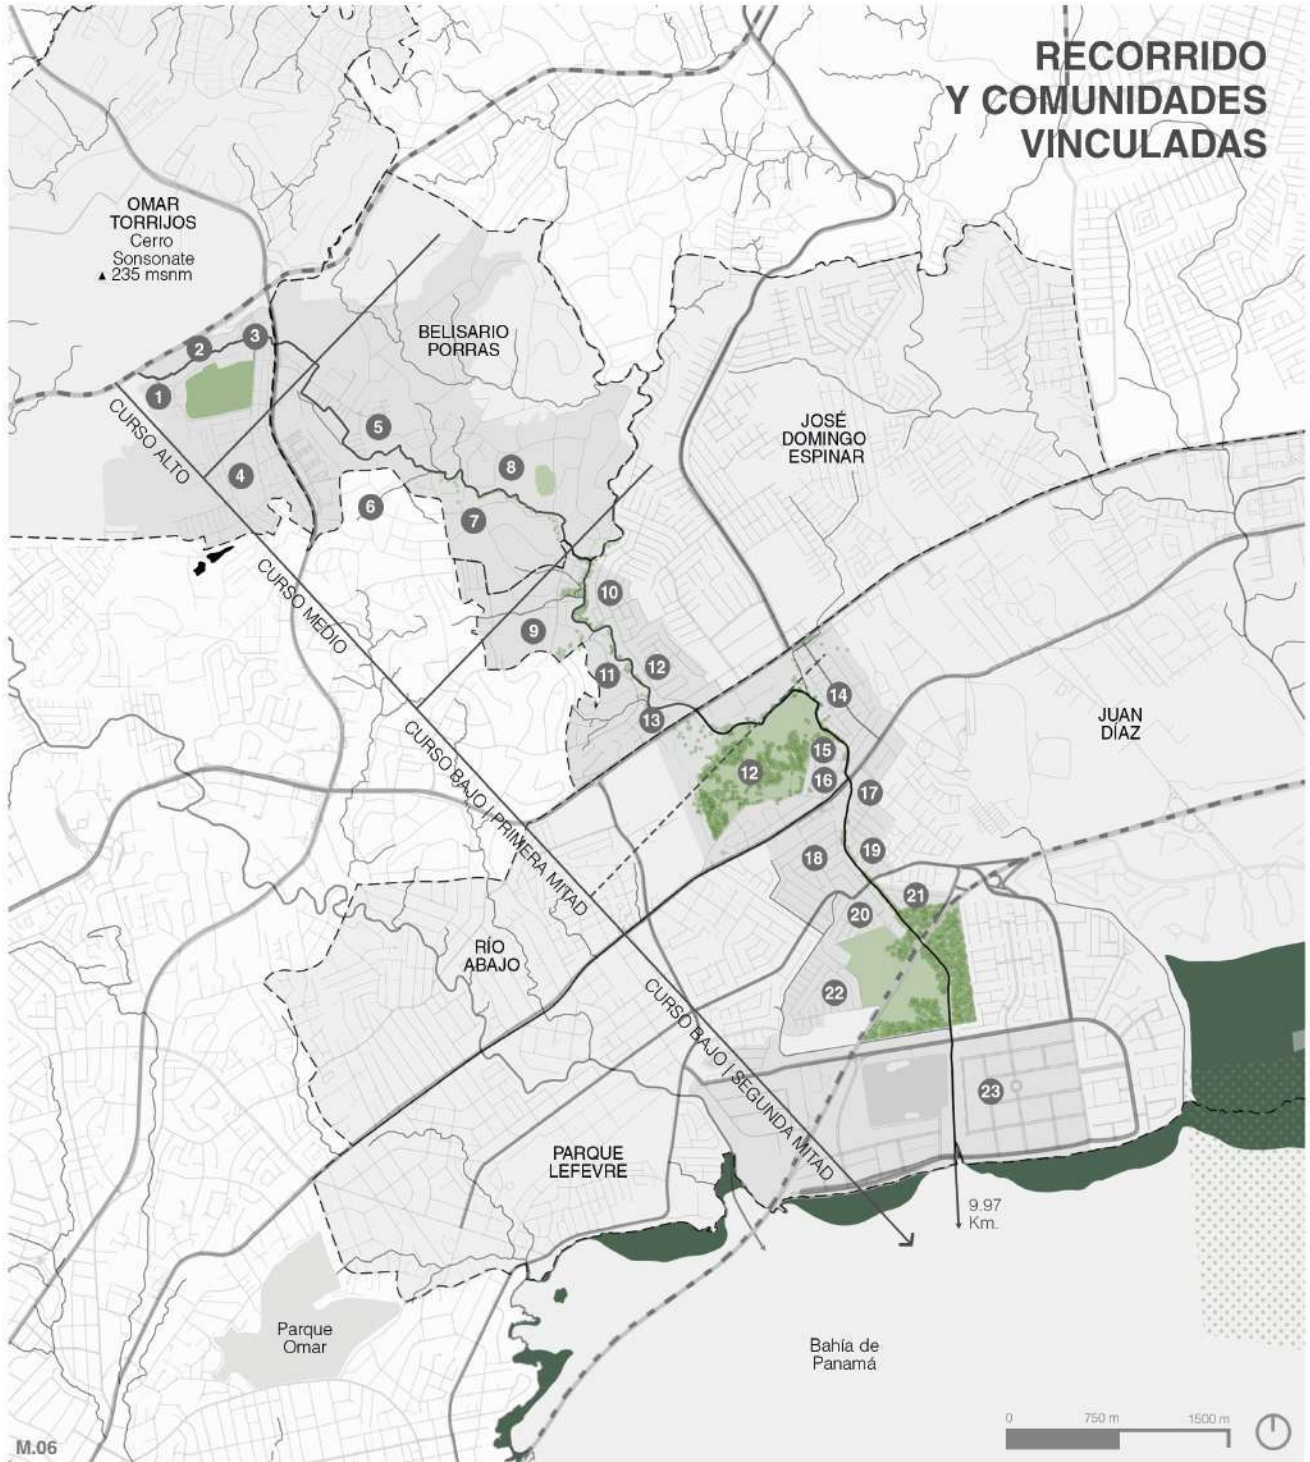 RECORRIDO
Y COMUNIDADES
VINCULADAS
OMAR
TORRIJOS
Cerro
Sonsonate
▲ 235 msnm
BELISARIO
PORRAS
JOSÉ
DOMINGO
ESPINAR
1
2
3
4
CURSO ALTO
5
6
7
8
CURSO MEDIO
9
10
11
12
13
14
12
15
16
17
JUAN
DÍAZ
CURSO BAJO | PRIMERA MITAD
18
19
20
21
22
RÍO
ABAJO
CURSO BAJO | SEGUNDA MITAD
23
PARQUE
LEFEVRE
9.97
Km.
Parque
Omar
Bahía de
Panamá
0 750 m 1500 m
M.06